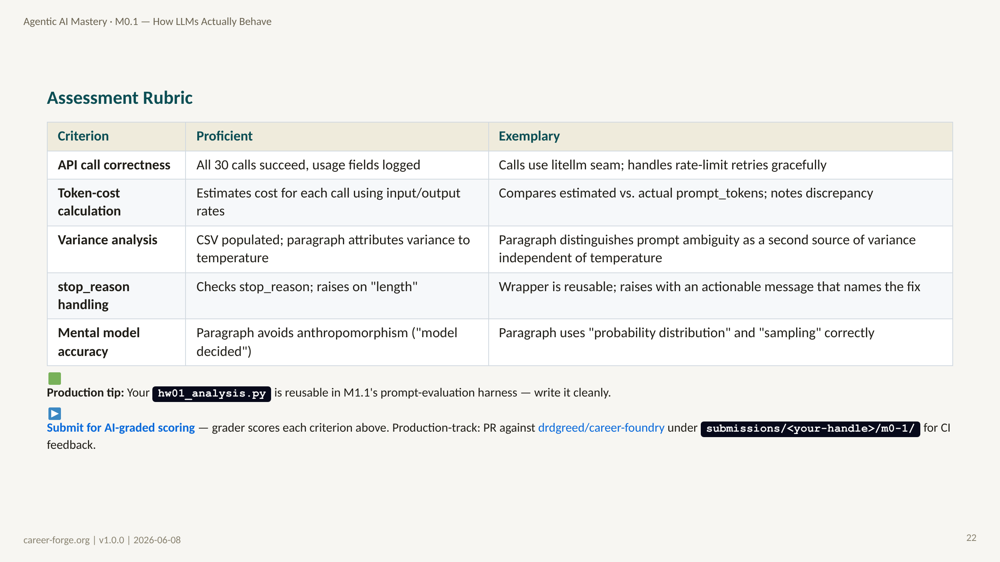 Agentic AI Mastery · M0.1 — How LLMs Actually Behave
Assessment Rubric
Criterion
Proficient
Exemplary
API call correctness
All 30 calls succeed, usage fields logged
Calls use litellm seam; handles rate-limit retries gracefully
Token-cost
calculation
Estimates cost for each call using input/output
rates
Compares estimated vs. actual prompt_tokens; notes discrepancy
Variance analysis
CSV populated; paragraph attributes variance to
temperature
Paragraph distinguishes prompt ambiguity as a second source of variance
independent of temperature
stop_reason
handling
Checks stop_reason; raises on "length"
Wrapper is reusable; raises with an actionable message that names the fix
Mental model
accuracy
Paragraph avoids anthropomorphism ("model
decided")
Paragraph uses "probability distribution" and "sampling" correctly
Production tip: Your hw01_analysis.py is reusable in M1.1's prompt-evaluation harness — write it cleanly.
Submit for AI-graded scoring — grader scores each criterion above. Production-track: PR against drdgreed/career-foundry under submissions/<your-handle>/m0-1/ for CI
feedback.
career-forge.org | v1.0.0 | 2026-06-08
22